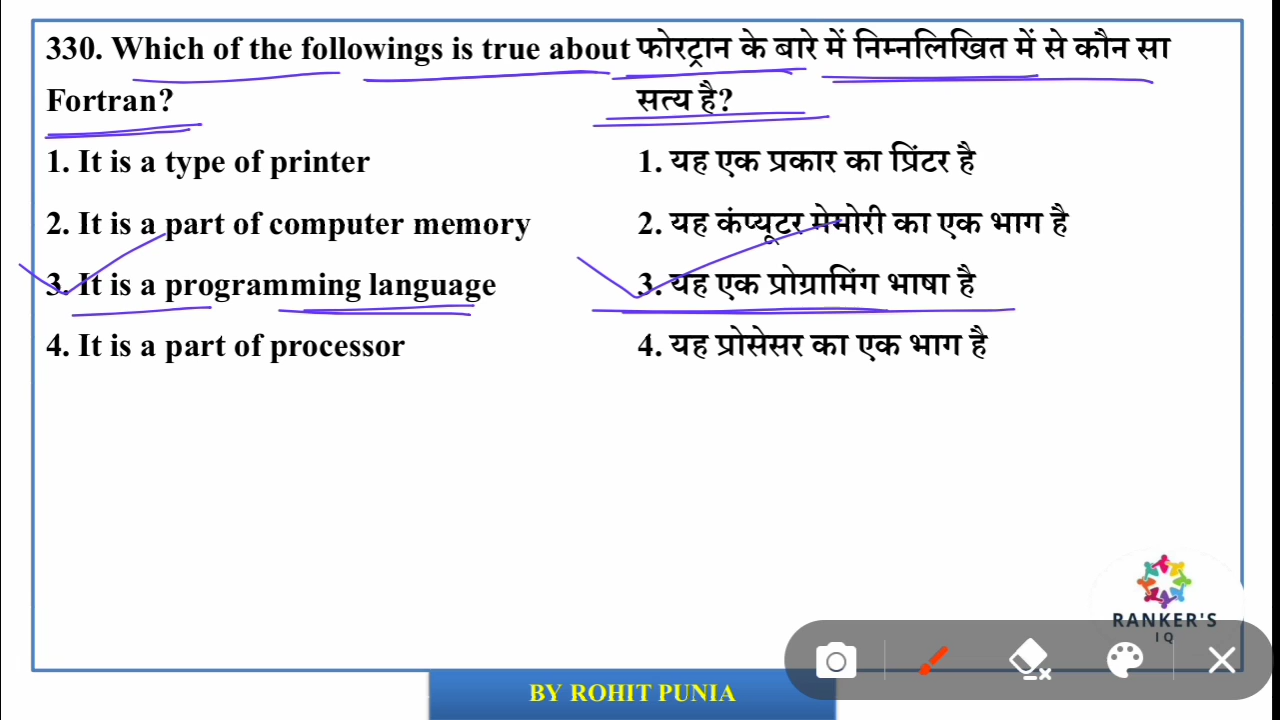 330. Which of the followings is true about
Fortran?
1. It is a type of printer
2. It is a part of computer memory
3. It is a programming language
4. It is a part of processor
फोरट्रान के बारे में निम्नलिखित में से कौन सा
सत्य है?
1. यह एक प्रकार का प्रिंटर है
2. यह कंप्यूटर मेमोरी का एक भाग है
3. यह एक प्रोग्रामिंग भाषा है
4. यह प्रोसेसर का एक भाग है
RANKER'S
IQ
BY ROHIT PUNIA